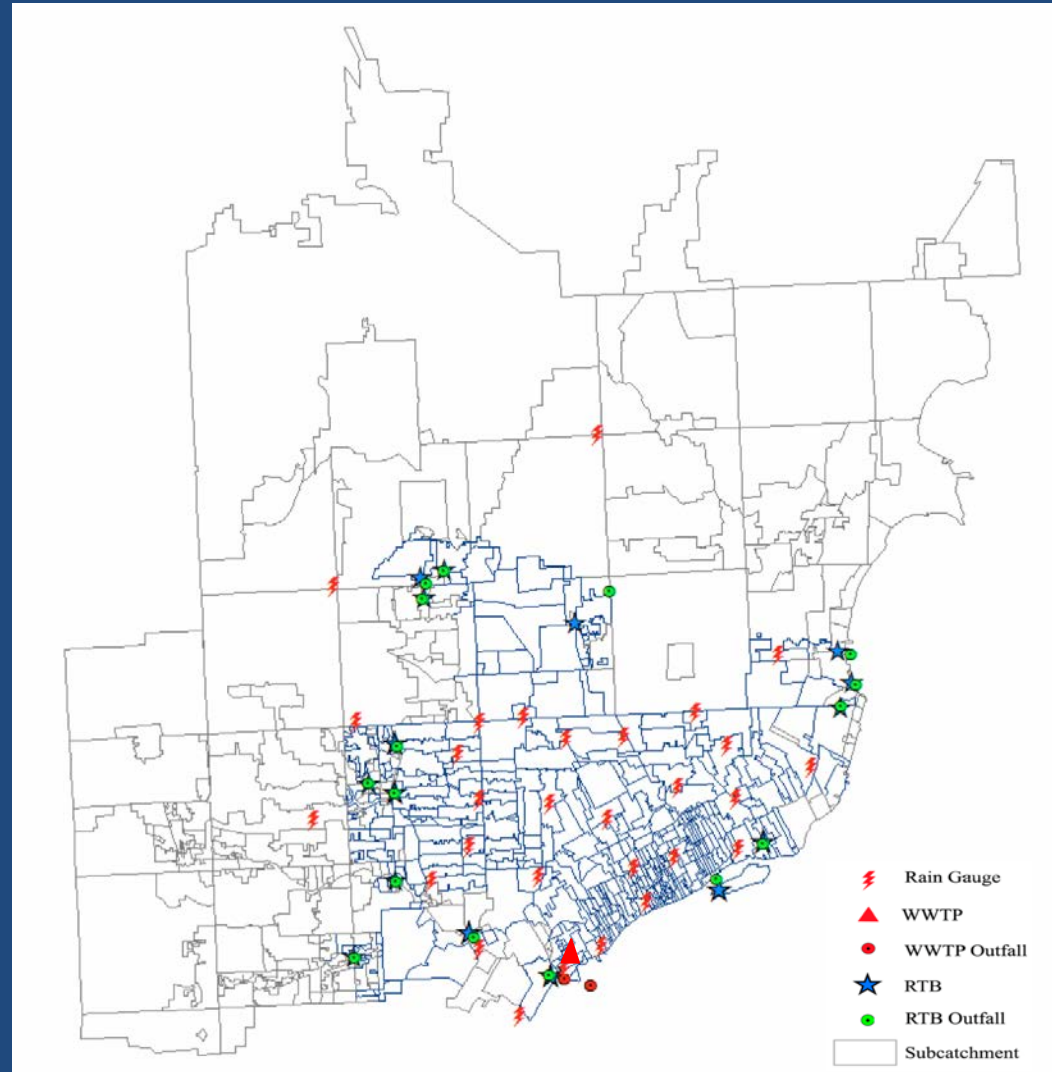 Rain Gauge
WWTP
WWTP Outfall
RTB
RTB Outfall
Subcatchment